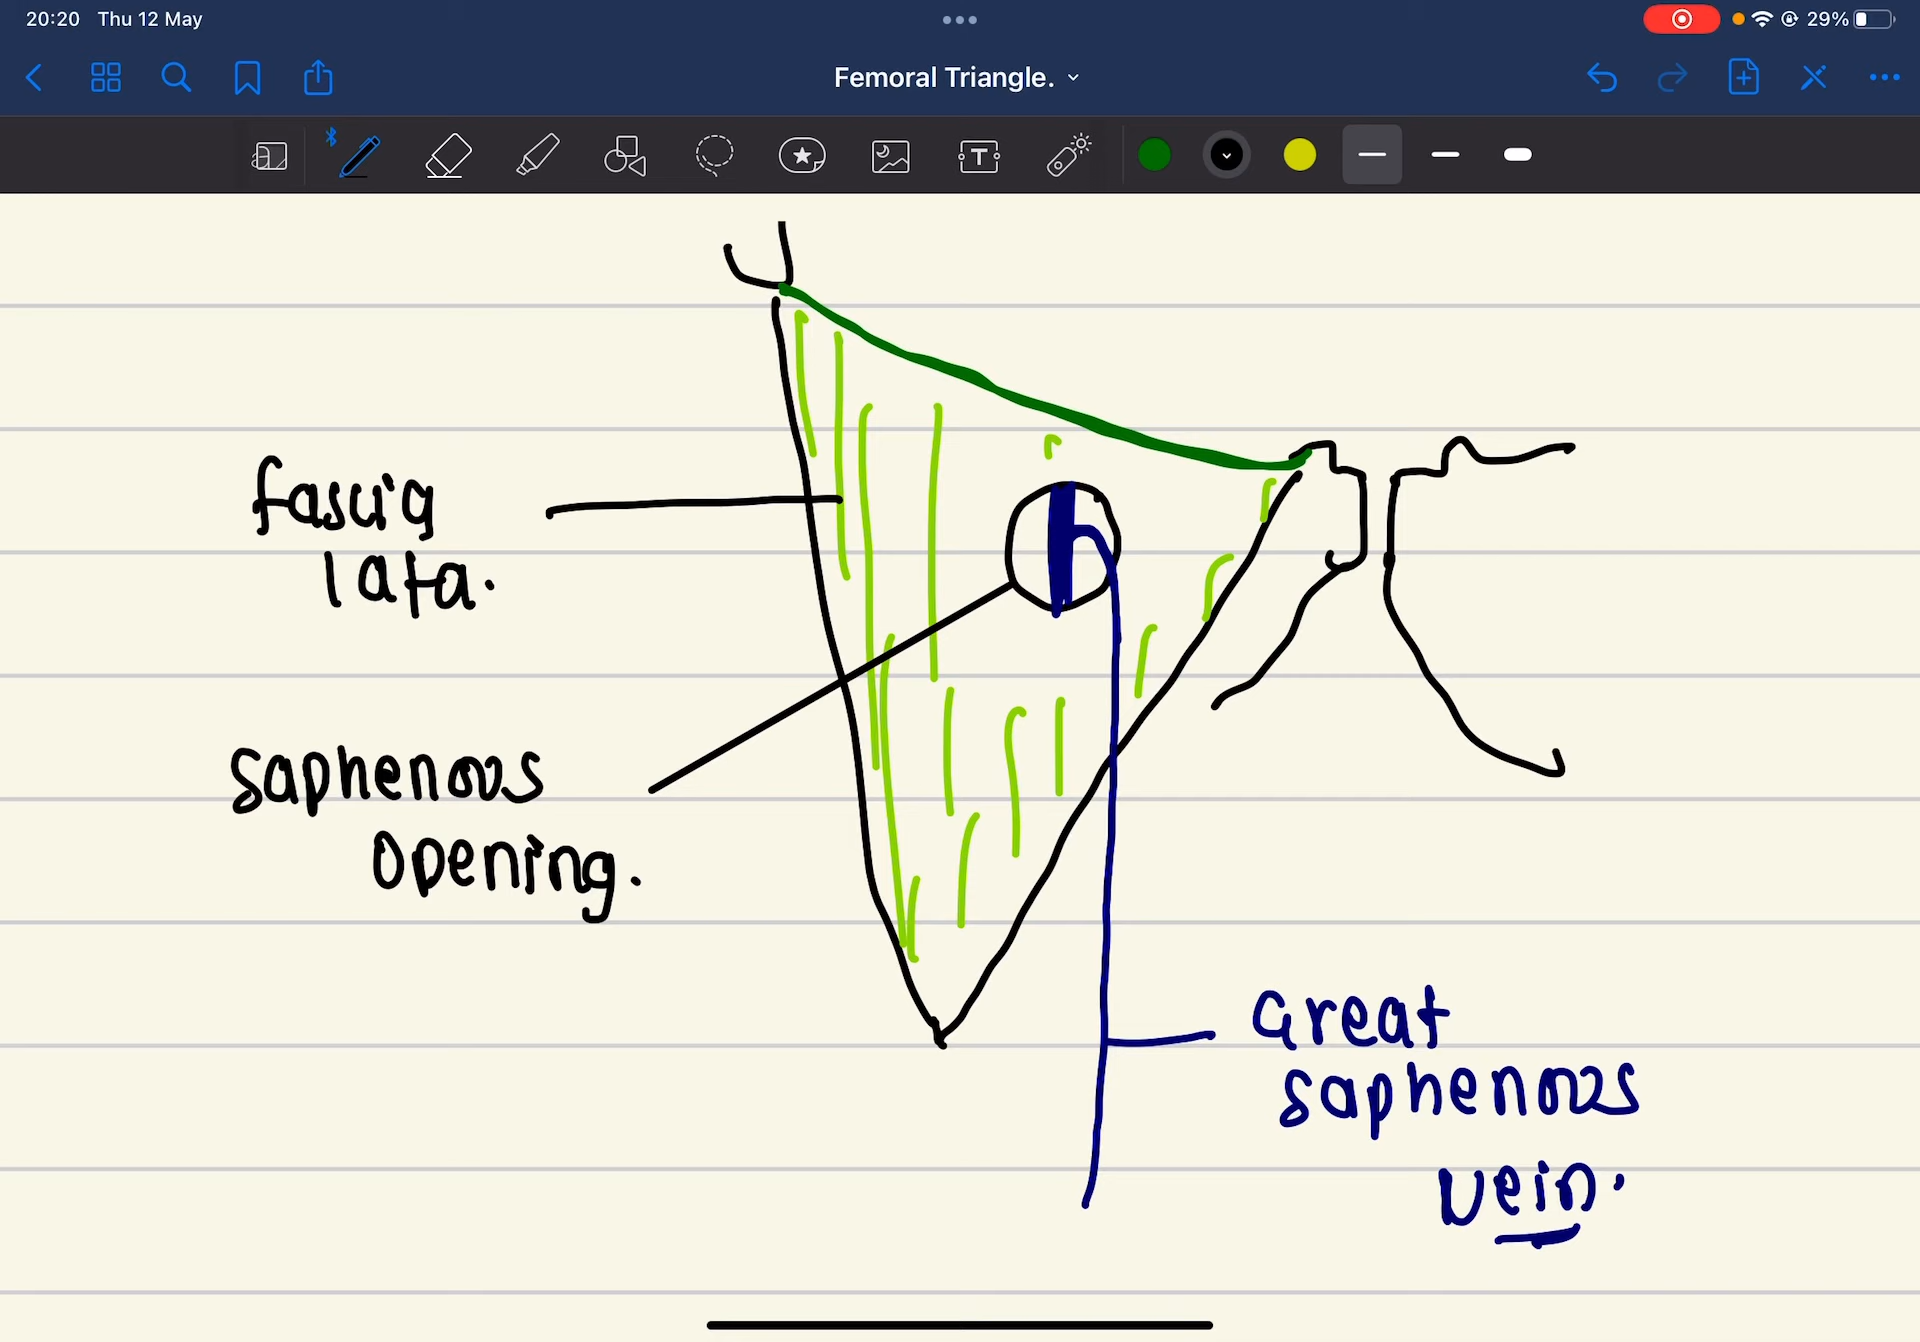 20:20 Thu 12 May
29%
Femoral Triangle.
T
fascia
lata.
saphenous
opening.
Great
saphenous
vein.